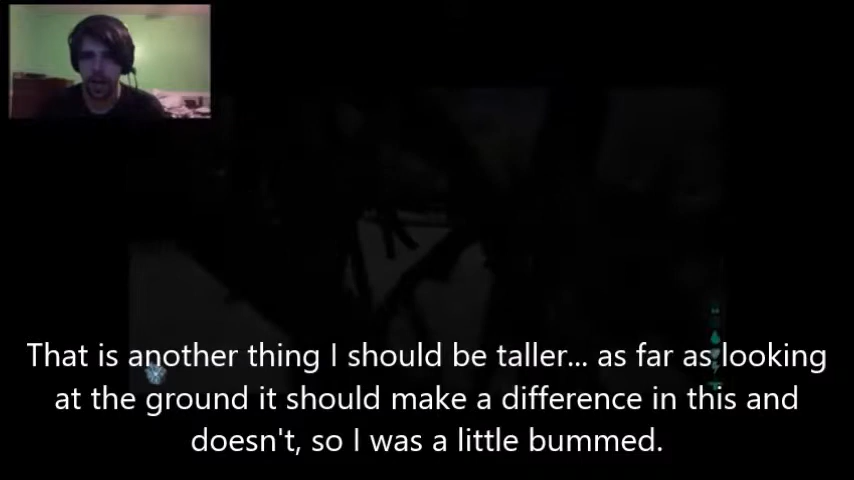 That is another thing I should be taller... as far as looking
at the ground it should make a difference in this and
doesn't, so I was a little bummed.